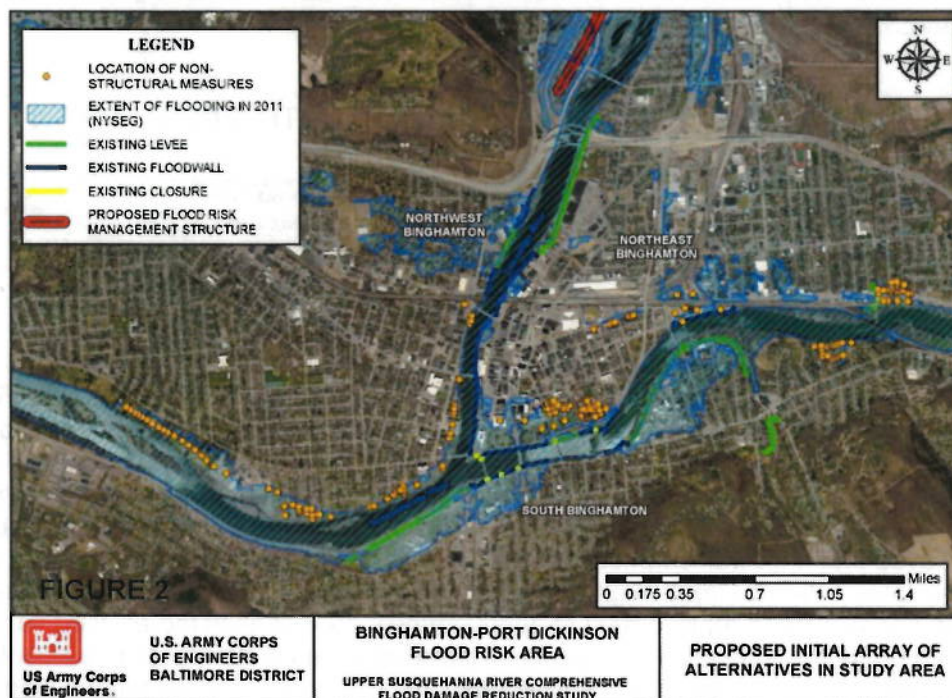 LEGEND
LOCATION OF NON-
STRUCTURAL MEASURES
EXTENT OF FLOODING IN 2011
(NYSEG)
EXISTING LEVEE
EXISTING FLOODWALL
EXISTING CLOSURE
PROPOSED FLOOD RISK
MANAGEMENT STRUCTURE
N
W E
S
NORTHWEST
BINGHAMTON
NORTHEAST
BINGHAMTON
SOUTH BINGHAMTON
FIGURE 2
Miles
0 0.175 0.35 0.7 1.05 1.4
US Army Corps
of Engineers.
U.S. ARMY CORPS
OF ENGINEERS
BALTIMORE DISTRICT
BINGHAMTON-PORT DICKINSON
FLOOD RISK AREA
UPPER SUSQUEHANNA RIVER COMPREHENSIVE
FLOOD DAMAGE REDUCTION STUDY
PROPOSED INITIAL ARRAY OF
ALTERNATIVES IN STUDY AREA